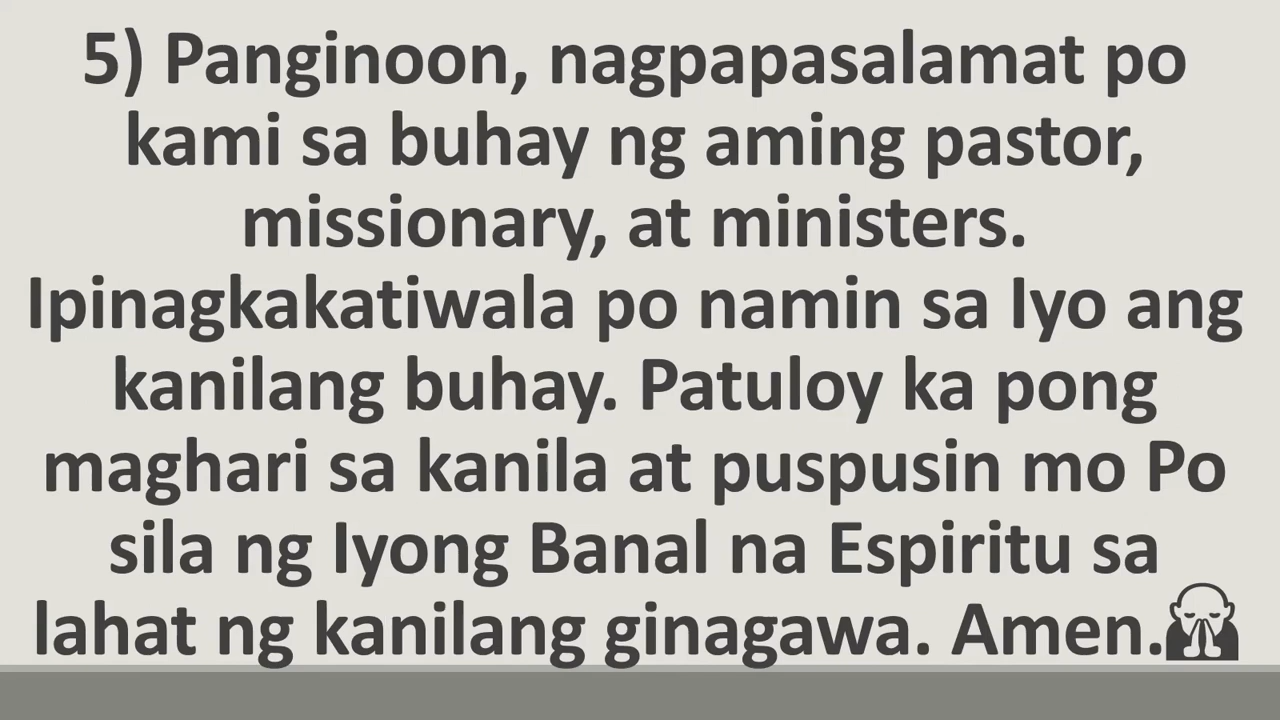 5) Panginoon, nagpapasalamat po
kami sa buhay ng aming pastor,
missionary, at ministers.
Ipinagkakatiwala po namin sa Iyo ang
kanilang buhay. Patuloy ka pong
maghari sa kanila at puspusin mo Po
sila ng Iyong Banal na Espiritu sa
lahat ng kanilang ginagawa. Amen.